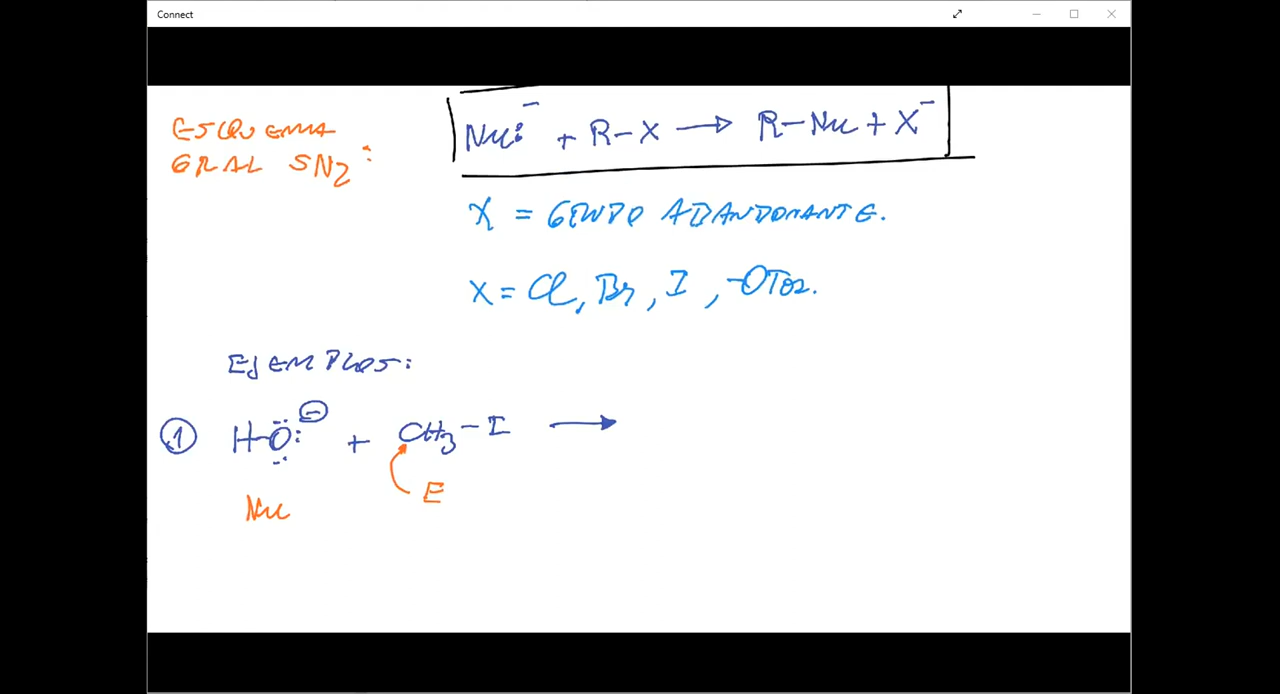 Connect
ESQUEMA
GRAL SN2:
Nu:⁻ + R–X → R–Nu + X⁻
X = GRUPO ABANDONANTE.
X = Cl, Br, I, -OTos.
EJEMPLOS:
① H–Ö:⁻ + CH3–I →
E
Nu